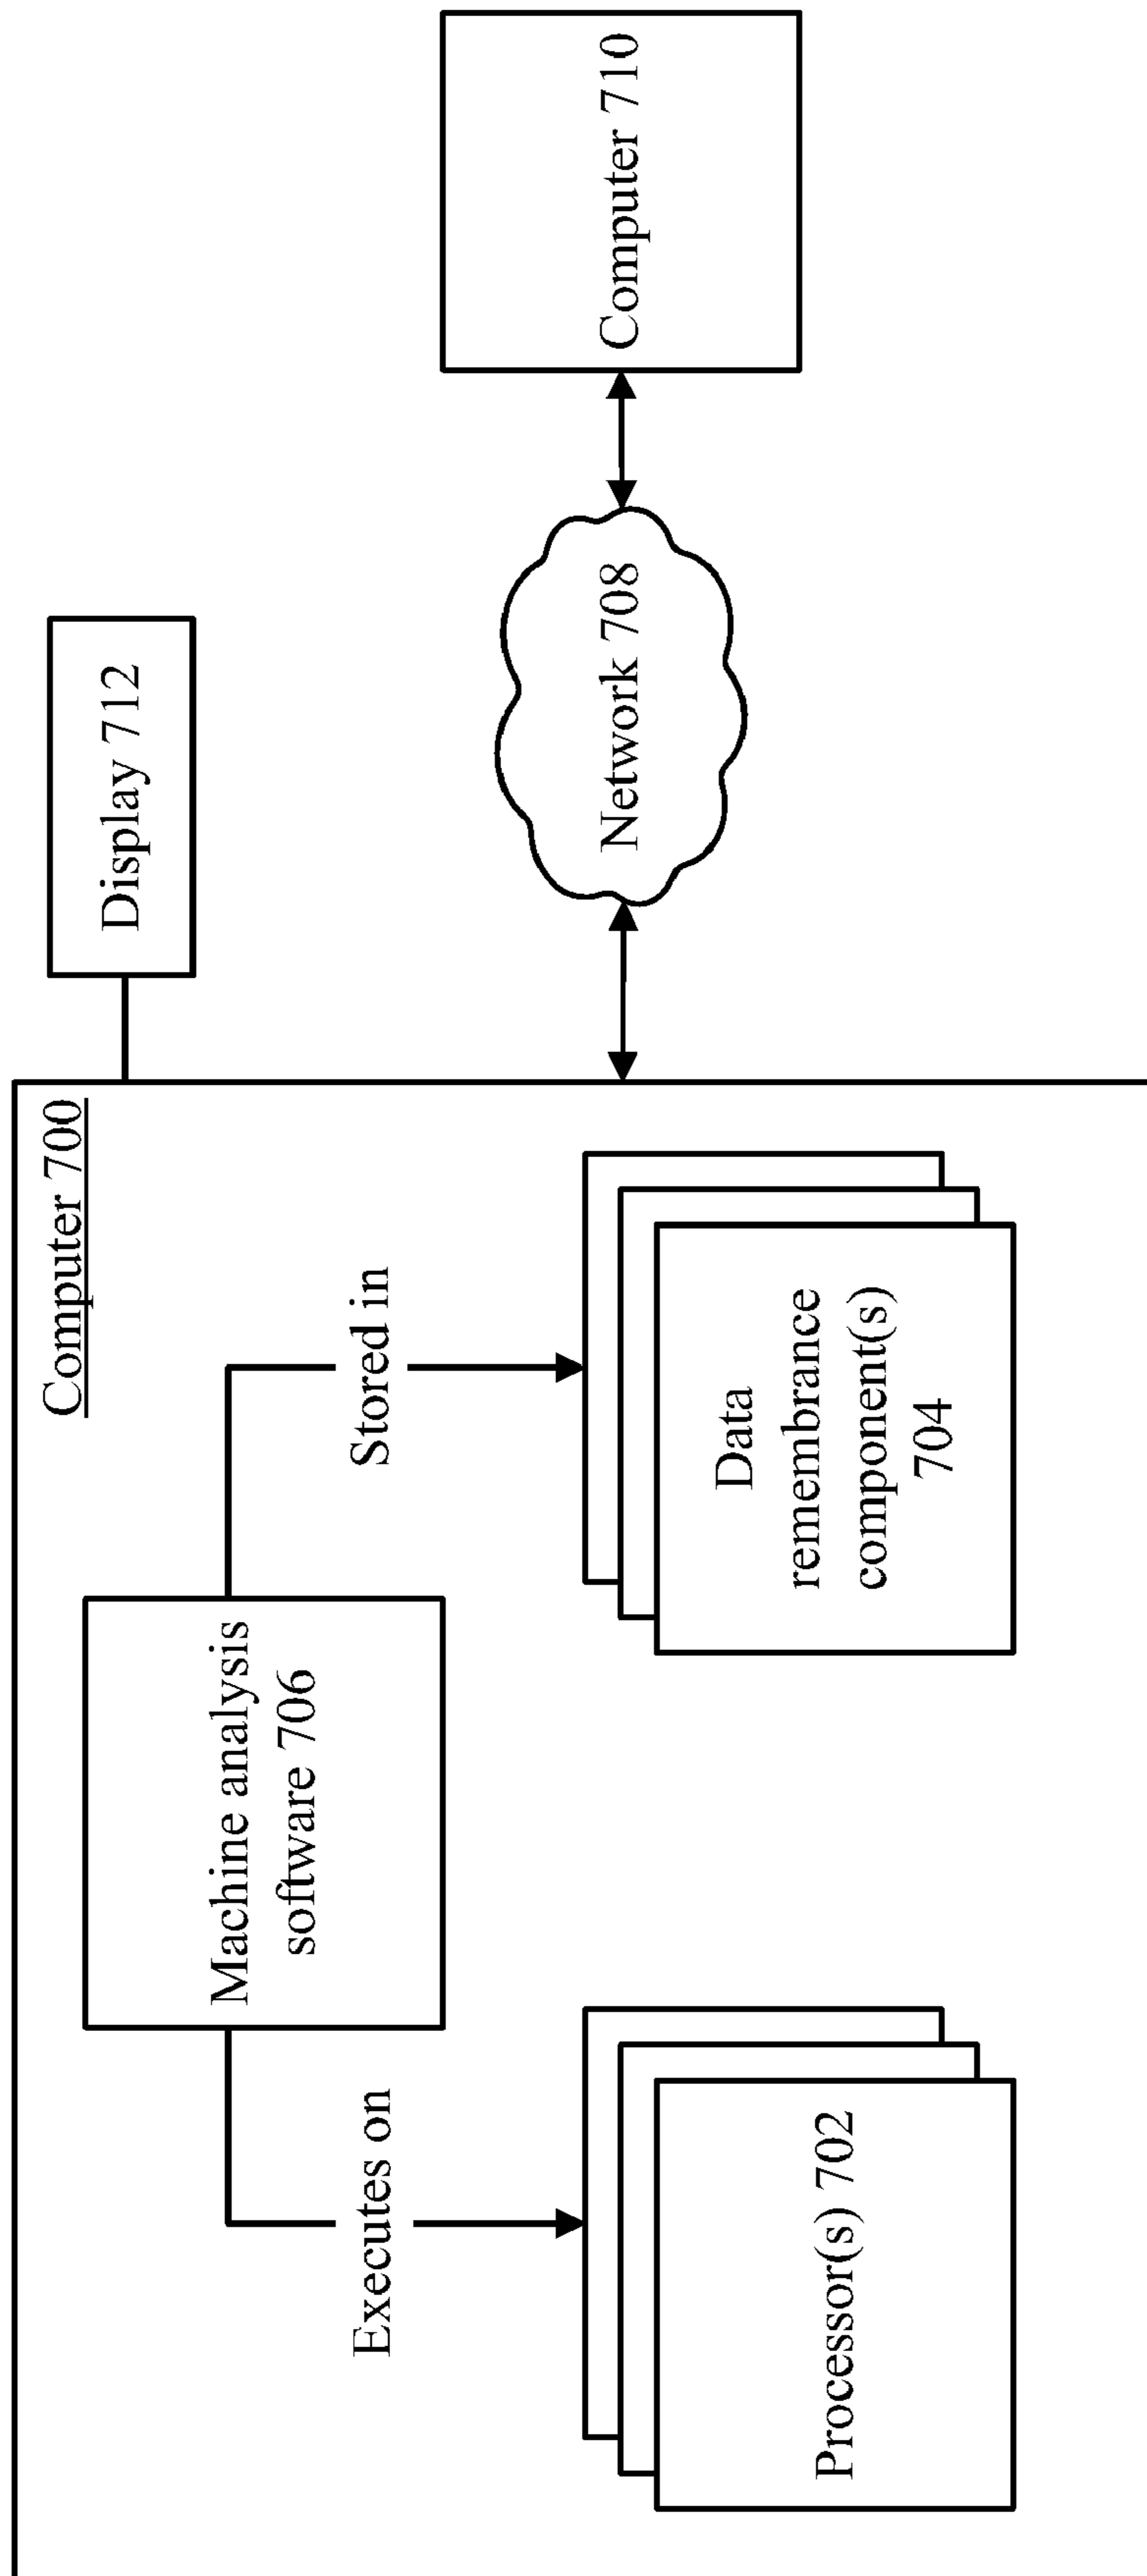 Computer 700
Machine analysis
software 706
Executes on
Stored in
Processor(s) 702
Data
remembrance
component(s)
704
Display 712
Network 708
Computer 710